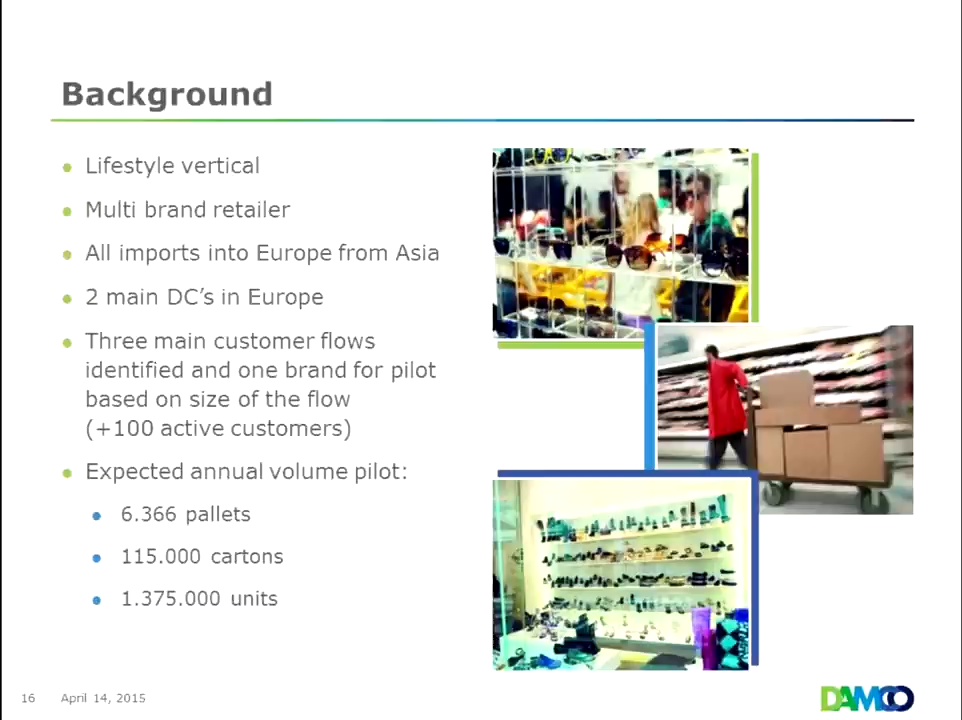 Background
Lifestyle vertical
Multi brand retailer
All imports into Europe from Asia
2 main DC’s in Europe
Three main customer flows
identified and one brand for pilot
based on size of the flow
(+100 active customers)
Expected annual volume pilot:
6.366 pallets
115.000 cartons
1.375.000 units
16 April 14, 2015
DAMCO